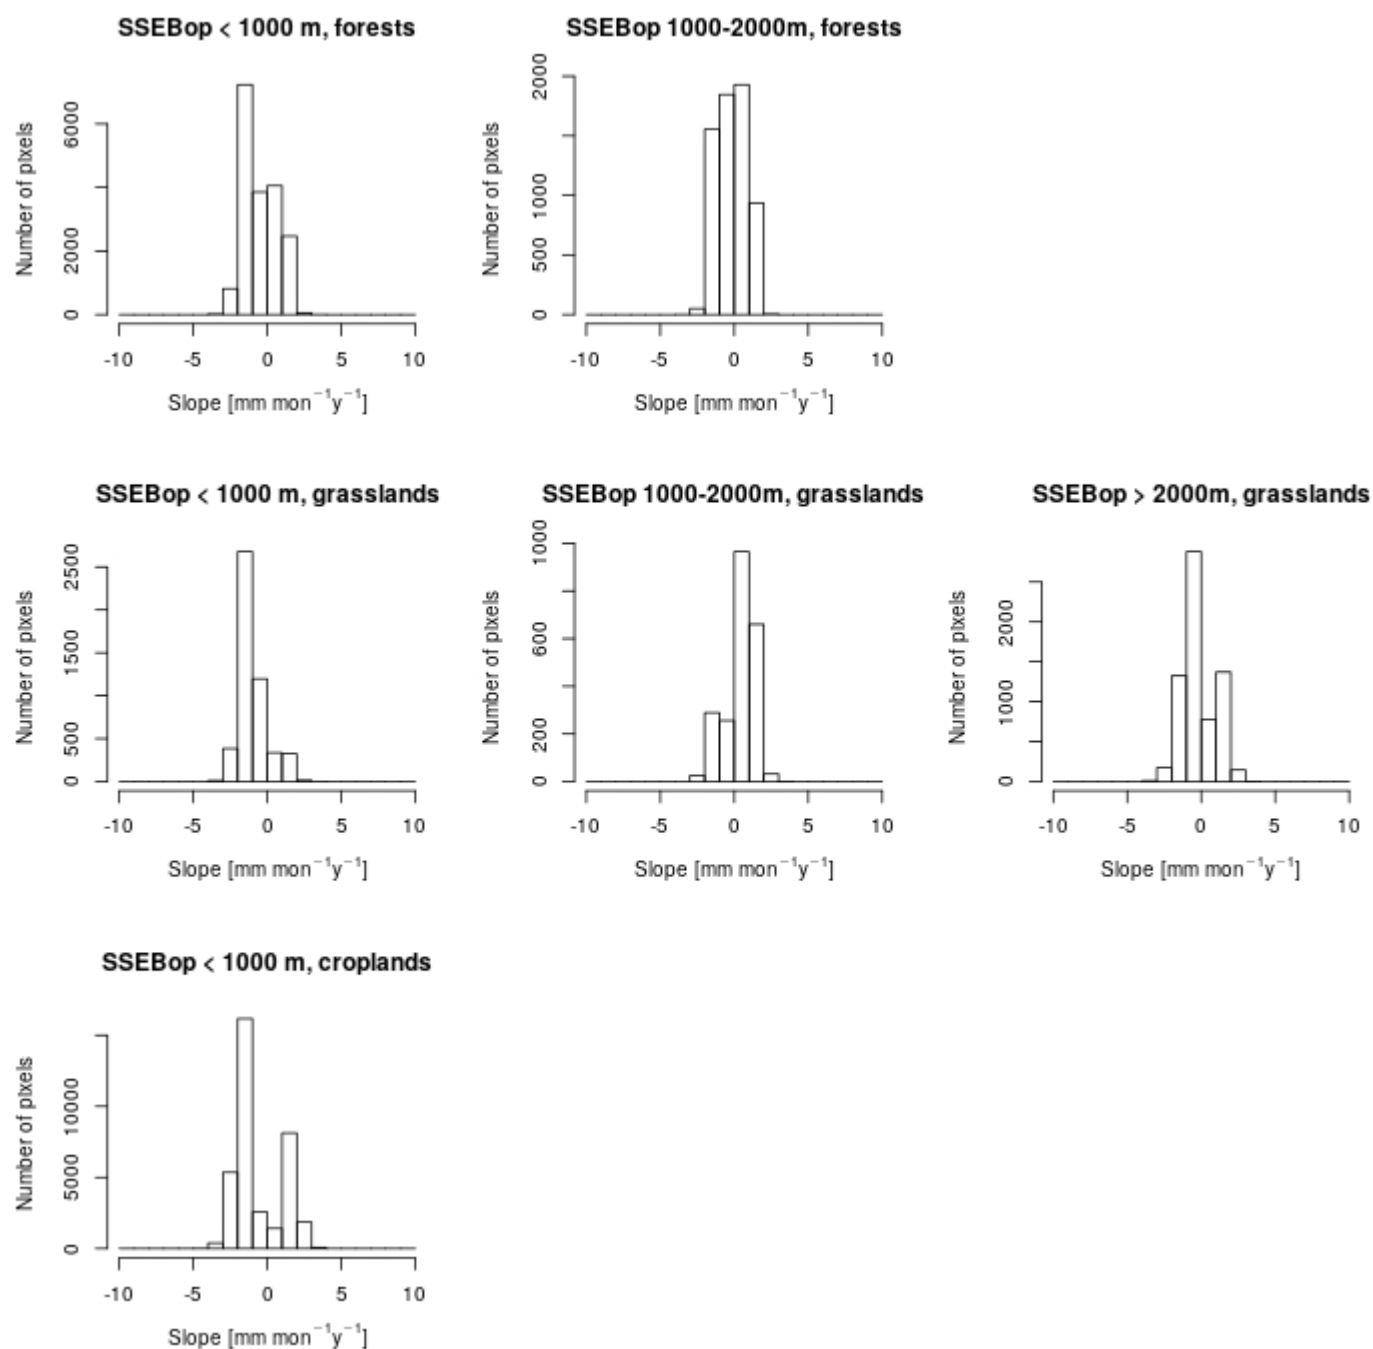 SSEBop < 1000 m, forests
Number of pixels
0 2000 6000
-10 -5 0 5 10
Slope [mm mon⁻¹y⁻¹]
SSEBop 1000-2000m, forests
Number of pixels
0 500 1000 2000
-10 -5 0 5 10
Slope [mm mon⁻¹y⁻¹]
SSEBop < 1000 m, grasslands
Number of pixels
0 500 1500 2500
-10 -5 0 5 10
Slope [mm mon⁻¹y⁻¹]
SSEBop 1000-2000m, grasslands
Number of pixels
0 200 600 1000
-10 -5 0 5 10
Slope [mm mon⁻¹y⁻¹]
SSEBop > 2000m, grasslands
Number of pixels
0 1000 2000
-10 -5 0 5 10
Slope [mm mon⁻¹y⁻¹]
SSEBop < 1000 m, croplands
Number of pixels
0 5000 10000
-10 -5 0 5 10
Slope [mm mon⁻¹y⁻¹]